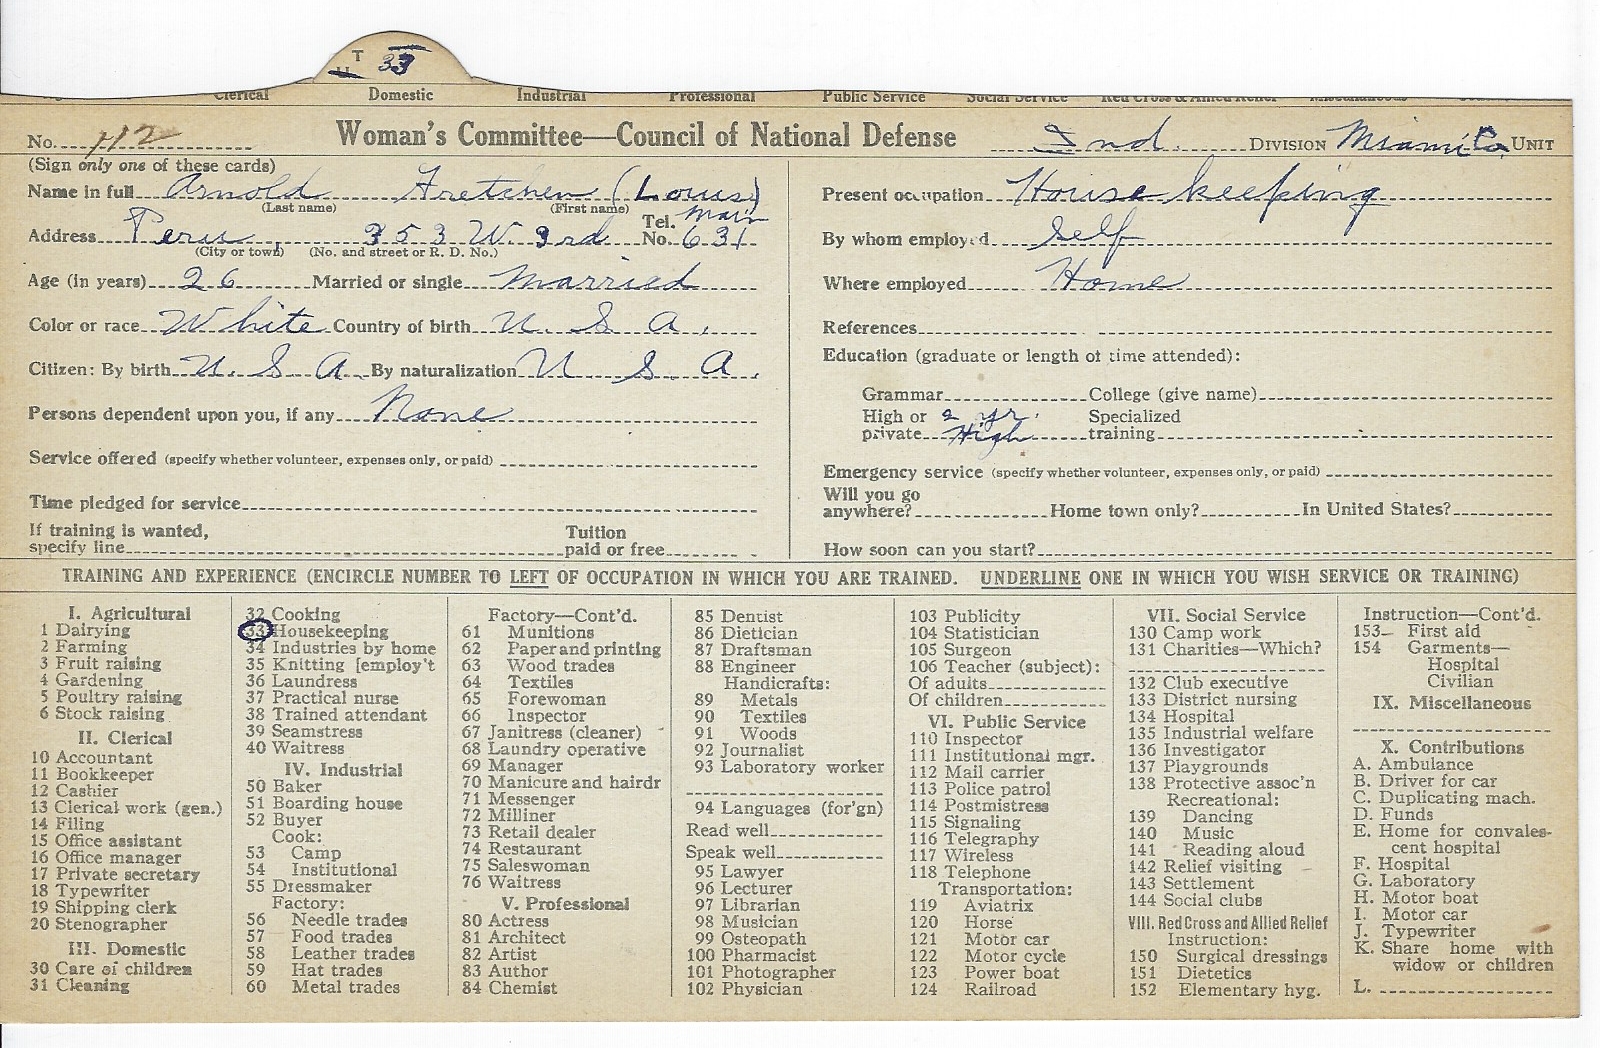 T 33
Clerical Domestic Industrial Professional Public Service Social Service Red Cross & Allied Relief Miscellaneous
No. 112 Woman's Committee—Council of National Defense Ind. DIVISION Miami Co. UNIT
(Sign only one of these cards)
Name in full Arnold Gretchen (Louis)
(Last name) (First name)
Address Peru, 353 W. 3rd Tel. No. Main 631
(City or town) (No. and street or R. D. No.)
Age (in years) 26 Married or single Married
Color or race White Country of birth U. S. A.
Citizen: By birth U. S. A. By naturalization U S A.
Persons dependent upon you, if any None
Service offered (specify whether volunteer, expenses only, or paid)
Time pledged for service
If training is wanted,
specify line Tuition paid or free
Present occupation House keeping
By whom employed Self
Where employed Home
References
Education (graduate or length of time attended):
Grammar College (give name)
High or private 2 yr. High Specialized training
Emergency service (specify whether volunteer, expenses only, or paid)
Will you go
anywhere? Home town only? In United States?
How soon can you start?
TRAINING AND EXPERIENCE (ENCIRCLE NUMBER TO LEFT OF OCCUPATION IN WHICH YOU ARE TRAINED. UNDERLINE ONE IN WHICH YOU WISH SERVICE OR TRAINING)
I. Agricultural
1 Dairying
2 Farming
3 Fruit raising
4 Gardening
5 Poultry raising
6 Stock raising
II. Clerical
10 Accountant
11 Bookkeeper
12 Cashier
13 Clerical work (gen.)
14 Filing
15 Office assistant
16 Office manager
17 Private secretary
18 Typewriter
19 Shipping clerk
20 Stenographer
III. Domestic
30 Care of children
31 Cleaning
32 Cooking
33 Housekeeping
34 Industries by home
35 Knitting [employ't
36 Laundress
37 Practical nurse
38 Trained attendant
39 Seamstress
40 Waitress
IV. Industrial
50 Baker
51 Boarding house
52 Buyer
Cook:
53 Camp
54 Institutional
55 Dressmaker
Factory:
56 Needle trades
57 Food trades
58 Leather trades
59 Hat trades
60 Metal trades
Factory—Cont'd.
61 Munitions
62 Paper and printing
63 Wood trades
64 Textiles
65 Forewoman
66 Inspector
67 Janitress (cleaner)
68 Laundry operative
69 Manager
70 Manicure and hairdr
71 Messenger
72 Milliner
73 Retail dealer
74 Restaurant
75 Saleswoman
76 Waitress
V. Professional
80 Actress
81 Architect
82 Artist
83 Author
84 Chemist
85 Dentist
86 Dietician
87 Draftsman
88 Engineer
Handicrafts:
89 Metals
90 Textiles
91 Woods
92 Journalist
93 Laboratory worker
94 Languages (for'gn)
Read well
Speak well
95 Lawyer
96 Lecturer
97 Librarian
98 Musician
99 Osteopath
100 Pharmacist
101 Photographer
102 Physician
103 Publicity
104 Statistician
105 Surgeon
106 Teacher (subject):
Of adults
Of children
VI. Public Service
110 Inspector
111 Institutional mgr.
112 Mail carrier
113 Police patrol
114 Postmistress
115 Signaling
116 Telegraphy
117 Wireless
118 Telephone
Transportation:
119 Aviatrix
120 Horse
121 Motor car
122 Motor cycle
123 Power boat
124 Railroad
VII. Social Service
130 Camp work
131 Charities—Which?
132 Club executive
133 District nursing
134 Hospital
135 Industrial welfare
136 Investigator
137 Playgrounds
138 Protective assoc'n
Recreational:
139 Dancing
140 Music
141 Reading aloud
142 Relief visiting
143 Settlement
144 Social clubs
VIII. Red Cross and Allied Relief
Instruction:
150 Surgical dressings
151 Dietetics
152 Elementary hyg.
Instruction—Cont'd.
153 First aid
154 Garments—
Hospital
Civilian
IX. Miscellaneous
X. Contributions
A. Ambulance
B. Driver for car
C. Duplicating mach.
D. Funds
E. Home for convales-
cent hospital
F. Hospital
G. Laboratory
H. Motor boat
I. Motor car
J. Typewriter
K. Share home with
widow or children
L.